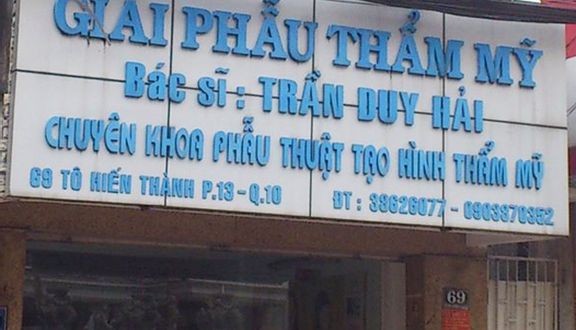 GIẢI PHẪU THẨM MỸ
Bác sĩ : TRẦN DUY HẢI
CHUYÊN KHOA PHẪU THUẬT TẠO HÌNH THẨM MỸ
69 TÔ HIẾN THÀNH P.13 - Q.10 ĐT : 38626077 - 0903870352
69